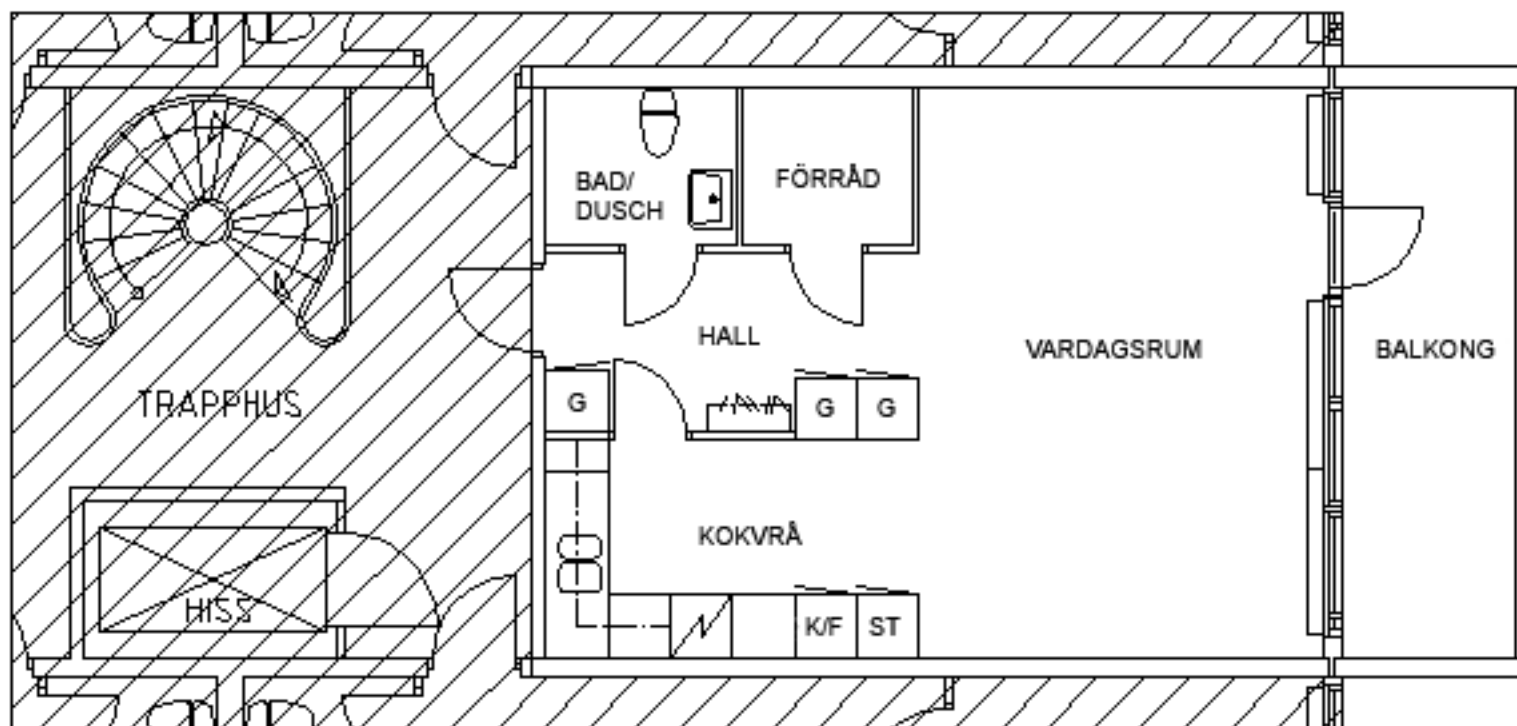 BAD/
DUSCH
FÖRRÅD
HALL
VARDAGSRUM
BALKONG
TRAPPHUS
G
G
G
KOKVRÅ
HISS
K/F
ST